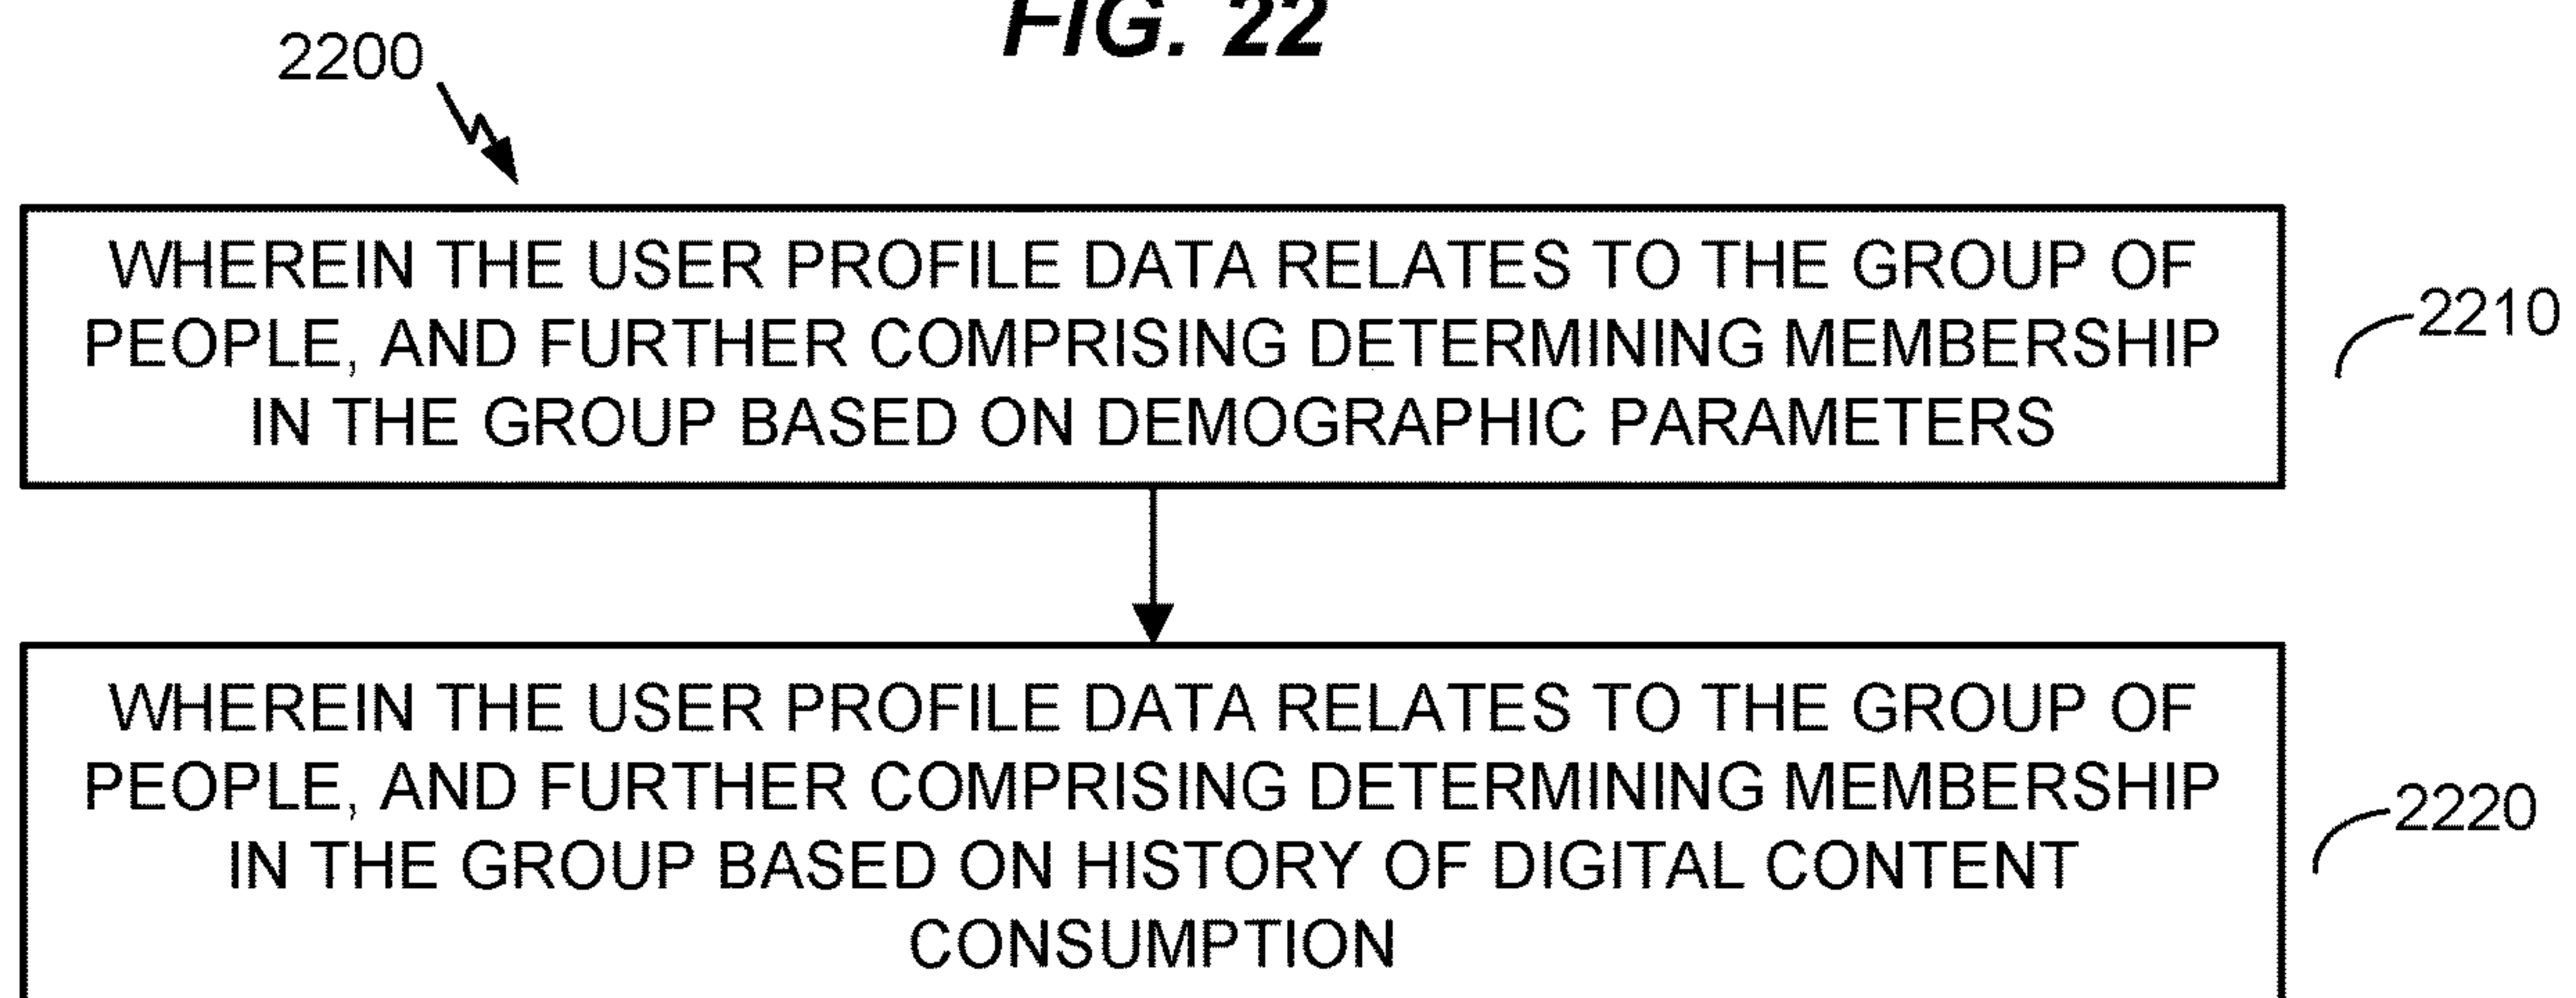 FIG. 22
2200
WHEREIN THE USER PROFILE DATA RELATES TO THE GROUP OF
PEOPLE, AND FURTHER COMPRISING DETERMINING MEMBERSHIP
IN THE GROUP BASED ON DEMOGRAPHIC PARAMETERS
2210
WHEREIN THE USER PROFILE DATA RELATES TO THE GROUP OF
PEOPLE, AND FURTHER COMPRISING DETERMINING MEMBERSHIP
IN THE GROUP BASED ON HISTORY OF DIGITAL CONTENT
CONSUMPTION
2220